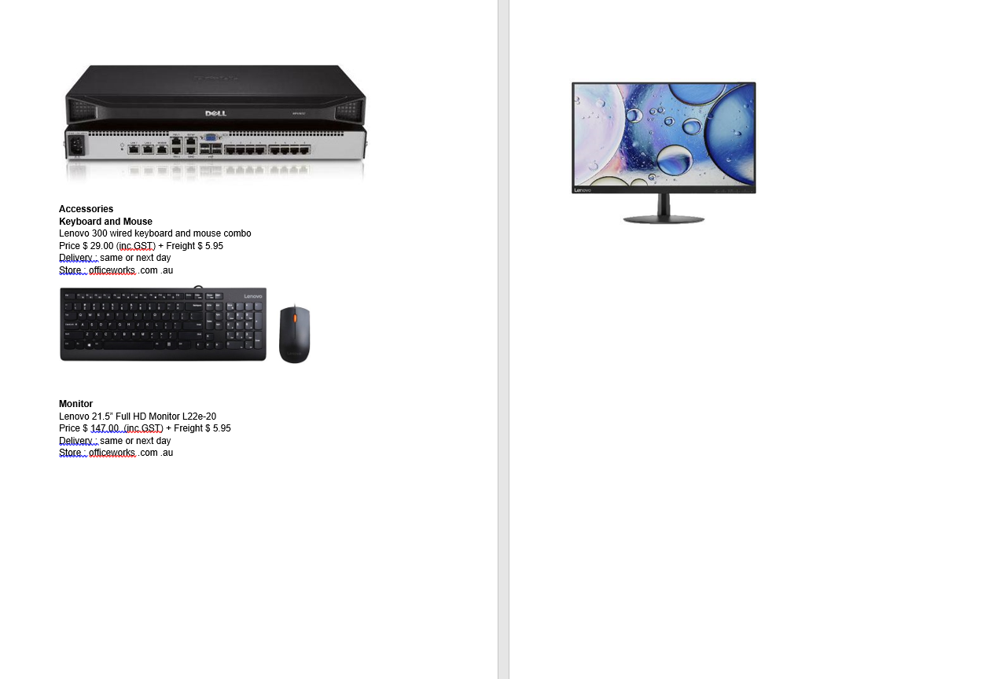 DELL
Accessories
Keyboard and Mouse
Lenovo 300 wired keyboard and mouse combo
Price $ 29.00 (inc.GST) + Freight $ 5.95
Delivery : same or next day
Store : officeworks .com .au
Lenovo
Monitor
Lenovo 21.5" Full HD Monitor L22e-20
Price $ 147.00  (inc.GST) + Freight $ 5.95
Delivery : same or next day
Store : officeworks .com .au
Lenovo